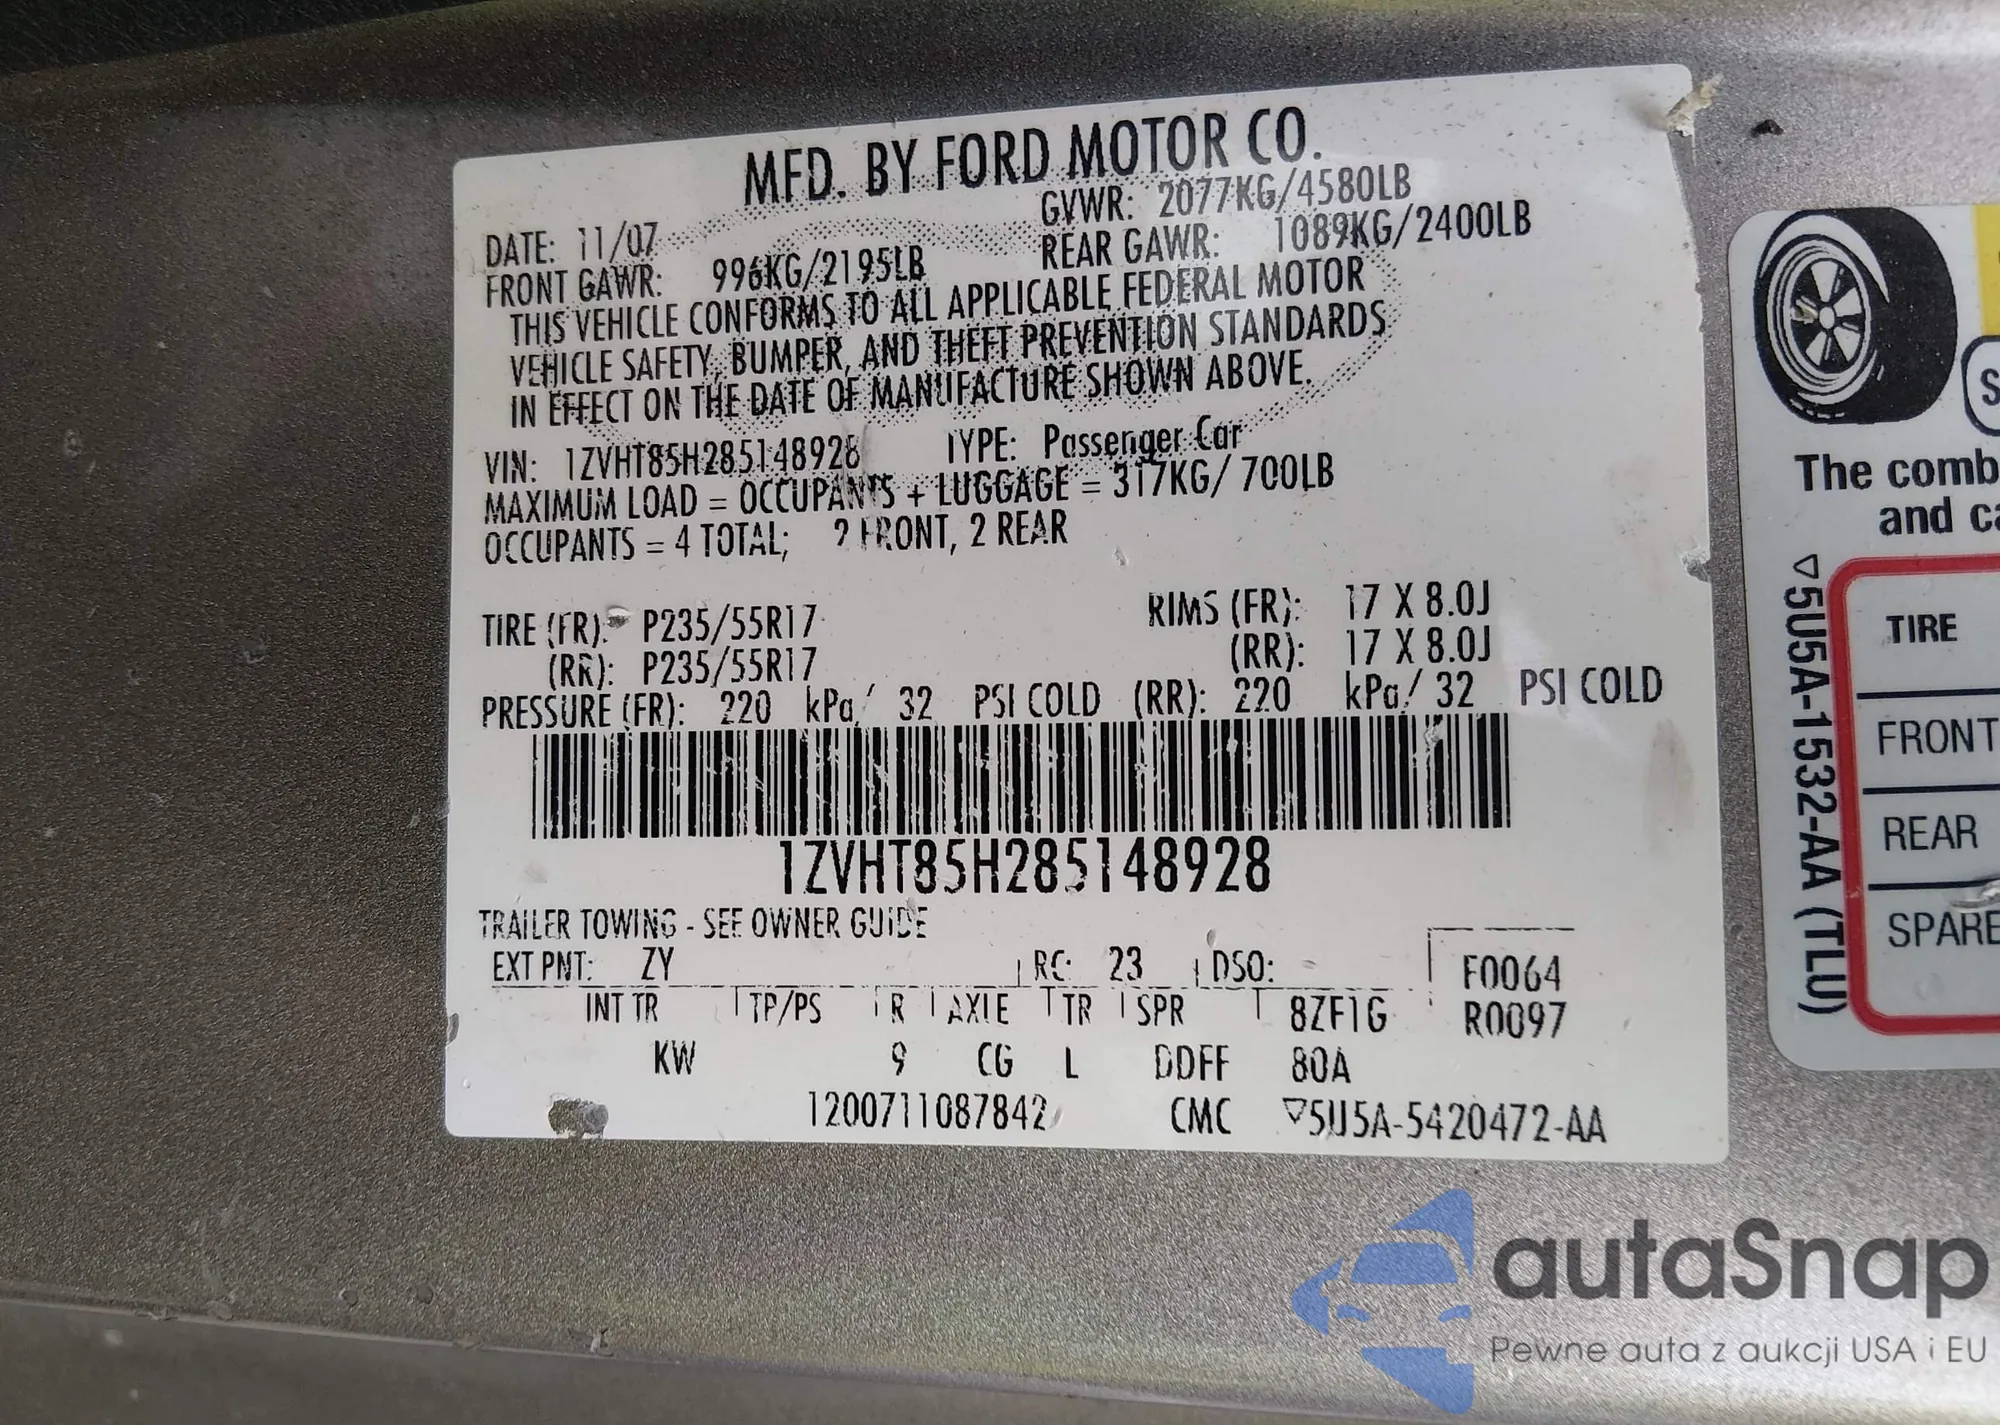 MFD. BY FORD MOTOR CO.
DATE: 11/07 GVWR: 2077KG/4580LB
FRONT GAWR: 996KG/2195LB REAR GAWR: 1089KG/2400LB
THIS VEHICLE CONFORMS TO ALL APPLICABLE FEDERAL MOTOR
VEHICLE SAFETY, BUMPER, AND THEFT PREVENTION STANDARDS
IN EFFECT ON THE DATE OF MANUFACTURE SHOWN ABOVE.
VIN: 1ZVHT85H285148928 TYPE: Passenger Car
MAXIMUM LOAD = OCCUPANTS + LUGGAGE = 317KG/ 700LB
OCCUPANTS = 4 TOTAL; 2 FRONT, 2 REAR
TIRE (FR): P235/55R17 RIMS (FR): 17 X 8.0J
(RR): P235/55R17 (RR): 17 X 8.0J
PRESSURE (FR): 220 kPa/ 32 PSI COLD (RR): 220 kPa/ 32 PSI COLD
1ZVHT85H285148928
TRAILER TOWING - SEE OWNER GUIDE
EXT PNT: ZY RC: 23 DSO: F0064
INT TR TP/PS R AXLE TR SPR 8ZF1G R0097
KW 9 CG L DDFF 80A
1200711087842 CMC ▽5U5A-5420472-AA
S
The comb
and ca
▽5U5A-1532-AA (TLU)
TIRE
FRONT
REAR
SPARE
autaSnap
Pewne auta z aukcji USA i EU